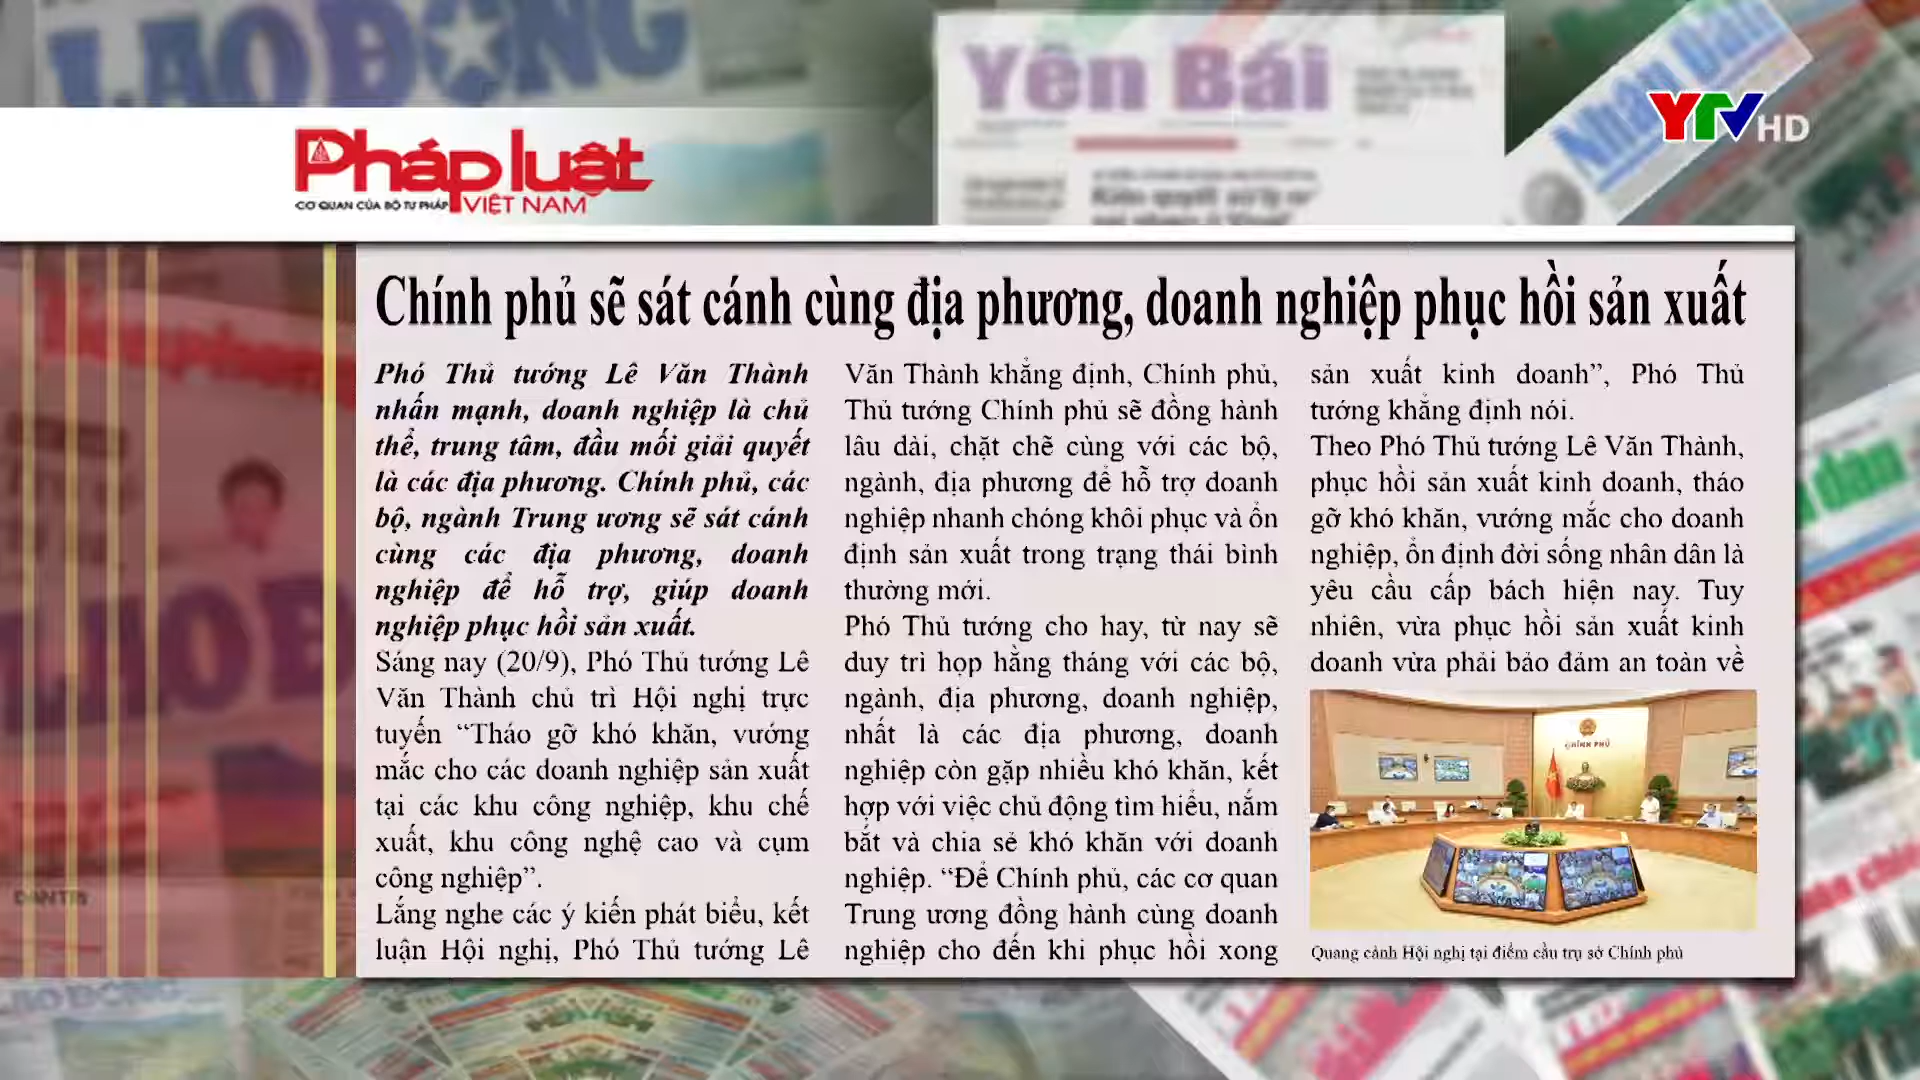 LAO ĐỘNG
Yên Bái
Nhân Dân
YTV HD
Pháp luật
CƠ QUAN CỦA BỘ TƯ PHÁP
VIỆT NAM
Chính phủ sẽ sát cánh cùng địa phương, doanh nghiệp phục hồi sản xuất
Phó Thủ tướng Lê Văn Thành
nhấn mạnh, doanh nghiệp là chủ
thể, trung tâm, đầu mối giải quyết
là các địa phương. Chính phủ, các
bộ, ngành Trung ương sẽ sát cánh
cùng các địa phương, doanh
nghiệp để hỗ trợ, giúp doanh
nghiệp phục hồi sản xuất.
Sáng nay (20/9), Phó Thủ tướng Lê
Văn Thành chủ trì Hội nghị trực
tuyến “Tháo gỡ khó khăn, vướng
mắc cho các doanh nghiệp sản xuất
tại các khu công nghiệp, khu chế
xuất, khu công nghệ cao và cụm
công nghiệp”.
Lắng nghe các ý kiến phát biểu, kết
luận Hội nghị, Phó Thủ tướng Lê
Văn Thành khẳng định, Chính phủ,
Thủ tướng Chính phủ sẽ đồng hành
lâu dài, chặt chẽ cùng với các bộ,
ngành, địa phương để hỗ trợ doanh
nghiệp nhanh chóng khôi phục và ổn
định sản xuất trong trạng thái bình
thường mới.
Phó Thủ tướng cho hay, từ nay sẽ
duy trì họp hằng tháng với các bộ,
ngành, địa phương, doanh nghiệp,
nhất là các địa phương, doanh
nghiệp còn gặp nhiều khó khăn, kết
hợp với việc chủ động tìm hiểu, nắm
bắt và chia sẻ khó khăn với doanh
nghiệp. “Để Chính phủ, các cơ quan
Trung ương đồng hành cùng doanh
nghiệp cho đến khi phục hồi xong
sản xuất kinh doanh”, Phó Thủ
tướng khẳng định nói.
Theo Phó Thủ tướng Lê Văn Thành,
phục hồi sản xuất kinh doanh, tháo
gỡ khó khăn, vướng mắc cho doanh
nghiệp, ổn định đời sống nhân dân là
yêu cầu cấp bách hiện nay. Tuy
nhiên, vừa phục hồi sản xuất kinh
doanh vừa phải bảo đảm an toàn về
CHÍNH PHỦ
Quang cảnh Hội nghị tại điểm cầu trụ sở Chính phủ
LAO ĐỘNG